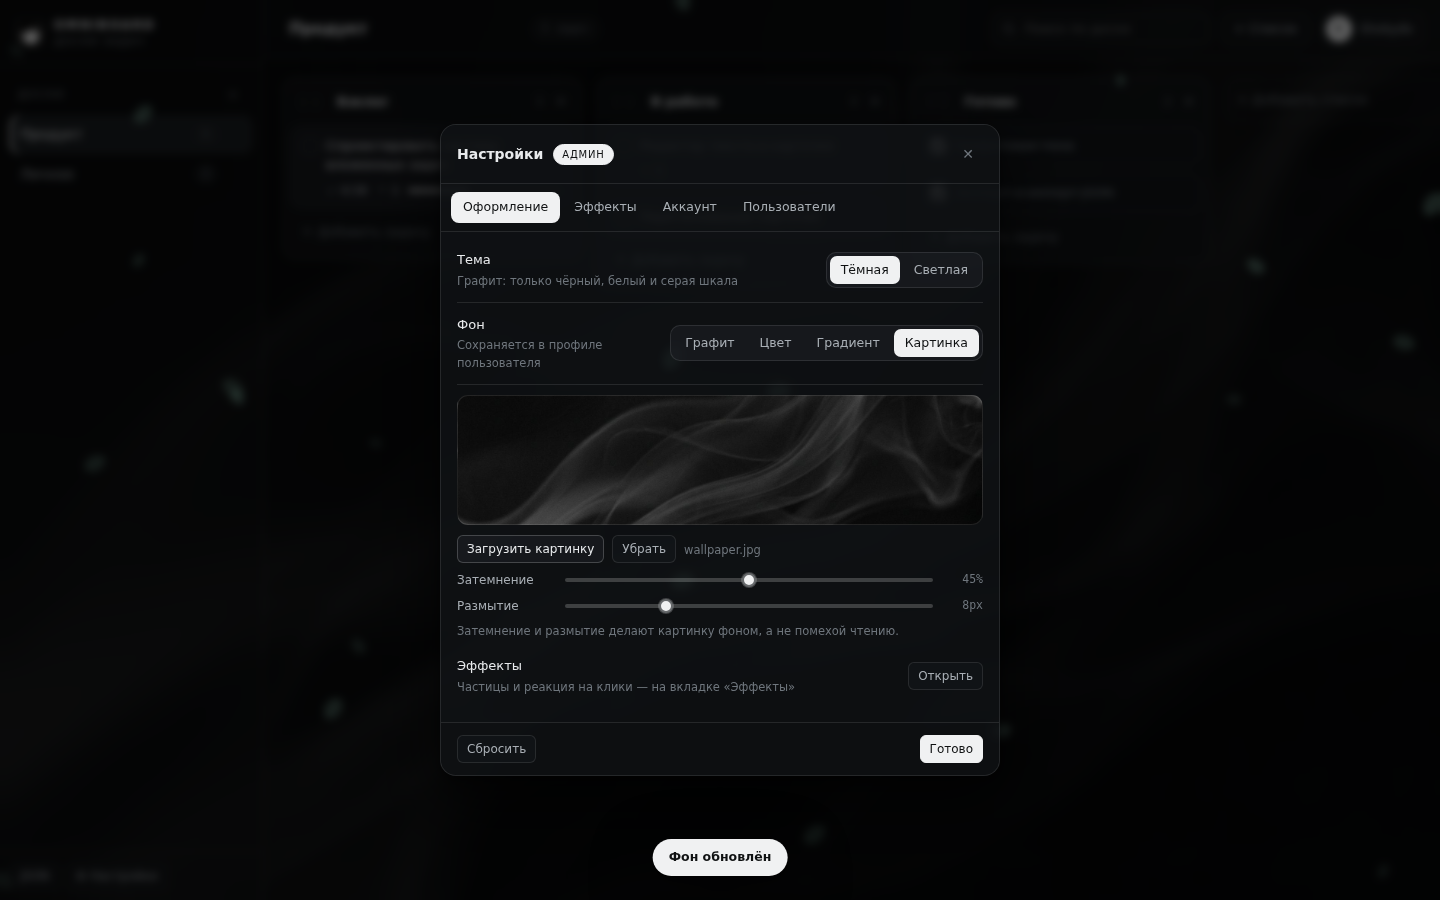 Продукт
Настройки АДМИН ✕
Оформление Эффекты Аккаунт Пользователи
Тема
Графит: только чёрный, белый и серая шкала
Тёмная Светлая
Фон
Сохраняется в профиле
пользователя
Графит Цвет Градиент Картинка
Загрузить картинку Убрать wallpaper.jpg
Затемнение 45%
Размытие 8px
Затемнение и размытие делают картинку фоном, а не помехой чтению.
Эффекты
Частицы и реакция на клики — на вкладке «Эффекты»
Открыть
Сбросить Готово
Фон обновлён